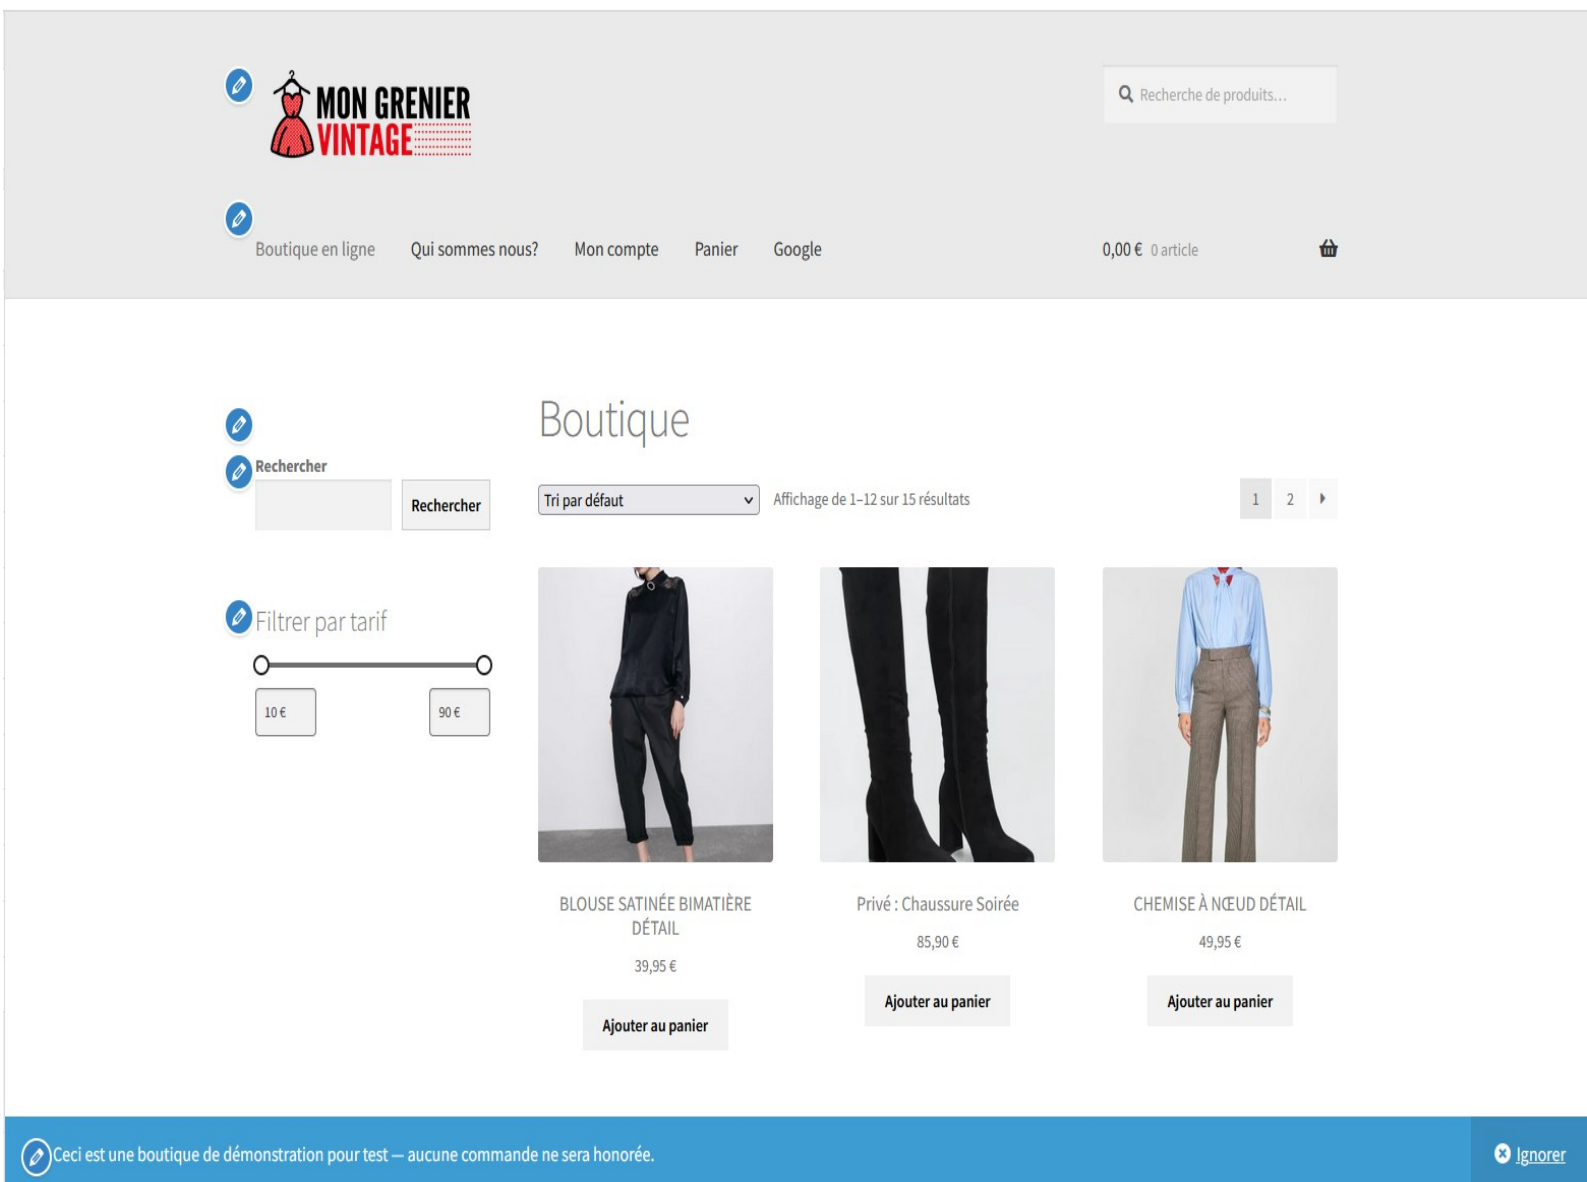 MON GRENIER
VINTAGE
Recherche de produits...
Boutique en ligne Qui sommes nous? Mon compte Panier Google 0,00 € 0 article
Boutique
Rechercher
Rechercher
Tri par défaut Affichage de 1–12 sur 15 résultats 1 2
Filtrer par tarif
10 € 90 €
BLOUSE SATINÉE BIMATIÈRE
DÉTAIL
39,95 €
Ajouter au panier
Privé : Chaussure Soirée
85,90 €
Ajouter au panier
CHEMISE À NŒUD DÉTAIL
49,95 €
Ajouter au panier
Ceci est une boutique de démonstration pour test — aucune commande ne sera honorée. Ignorer